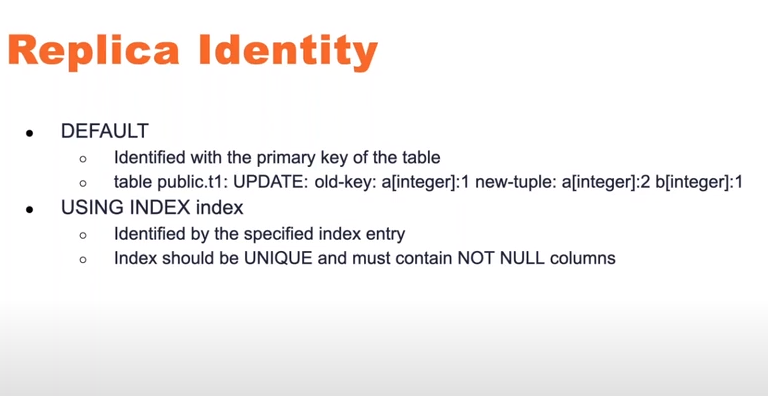 Replica Identity
● DEFAULT
○ Identified with the primary key of the table
○ table public.t1: UPDATE: old-key: a[integer]:1 new-tuple: a[integer]:2 b[integer]:1
● USING INDEX index
○ Identified by the specified index entry
○ Index should be UNIQUE and must contain NOT NULL columns